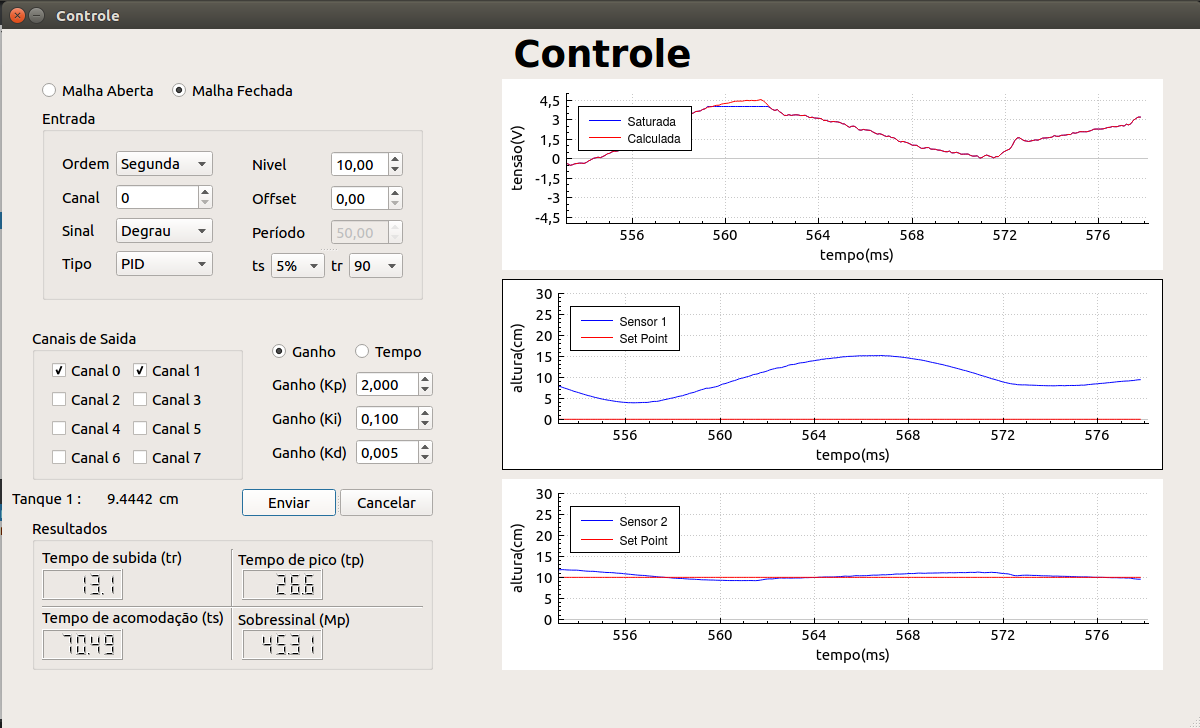 Controle
Controle
Malha Aberta Malha Fechada
Entrada
Ordem Segunda Nivel 10,00
Canal 0 Offset 0,00
Sinal Degrau Período 50,00
Tipo PID ts 5% tr 90
Canais de Saida
Canal 0 Canal 1
Canal 2 Canal 3
Canal 4 Canal 5
Canal 6 Canal 7
Ganho Tempo
Ganho (Kp) 2,000
Ganho (Ki) 0,100
Ganho (Kd) 0,005
Tanque 1 : 9.4442 cm
Enviar Cancelar
Resultados
Tempo de subida (tr) Tempo de pico (tp)
13.1 26.6
Tempo de acomodação (ts) Sobressinal (Mp)
70.49 45.31
tensão(V)
4,5
3
1,5
0
-1,5
-3
-4,5
Saturada
Calculada
556 560 564 568 572 576
tempo(ms)
altura(cm)
30
25
20
15
10
5
0
Sensor 1
Set Point
556 560 564 568 572 576
tempo(ms)
altura(cm)
30
25
20
15
10
5
0
Sensor 2
Set Point
556 560 564 568 572 576
tempo(ms)